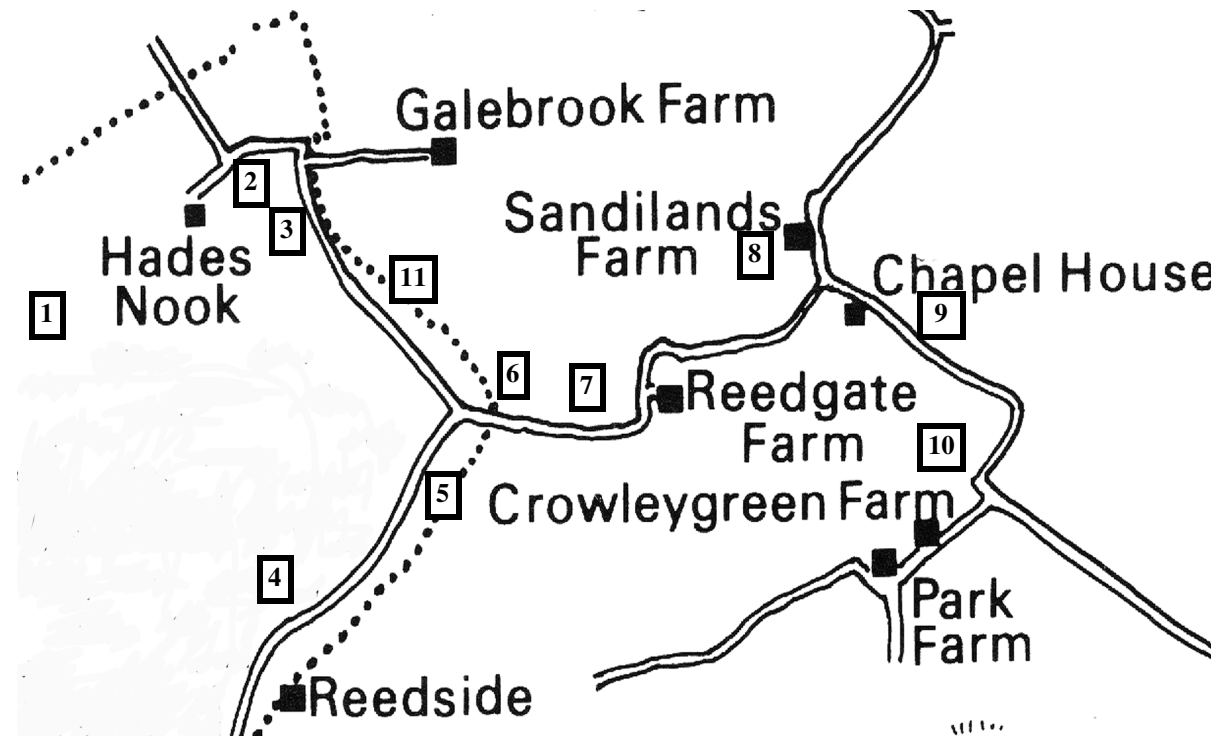 Galebrook Farm
2
Sandilands
Farm
3
8
Hades
Nook
11
Chapel House
1
9
6
7
Reedgate
Farm
10
5
Crowleygreen Farm
4
Park
Farm
Reedside